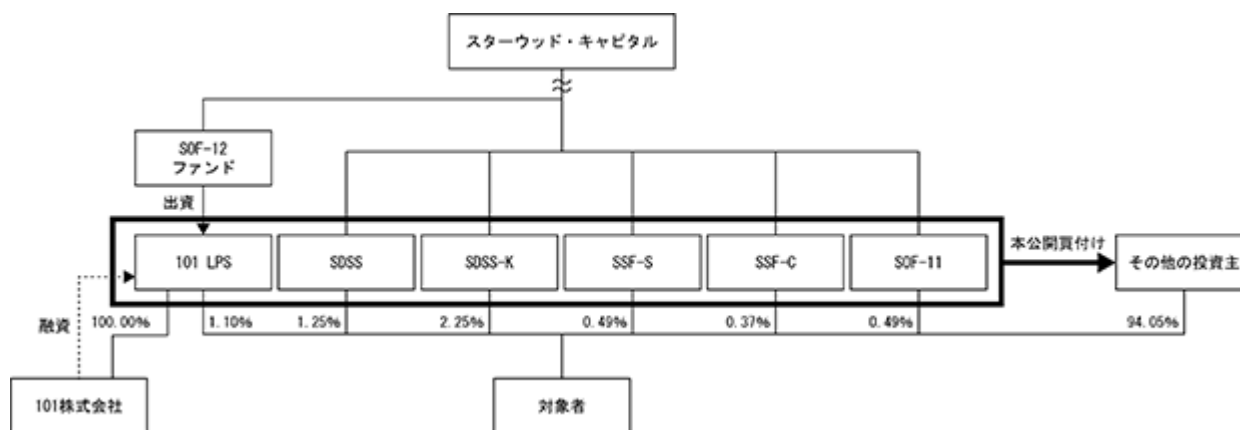 スターウッド・キャピタル
SOF-12
ファンド
出資
101 LPS
SDSS
SDSS-K
SSF-S
SSF-C
SOF-11
本公開買付け
その他の投資主
融資
100.00%
1.10%
1.25%
2.25%
0.49%
0.37%
0.49%
94.05%
101株式会社
対象者